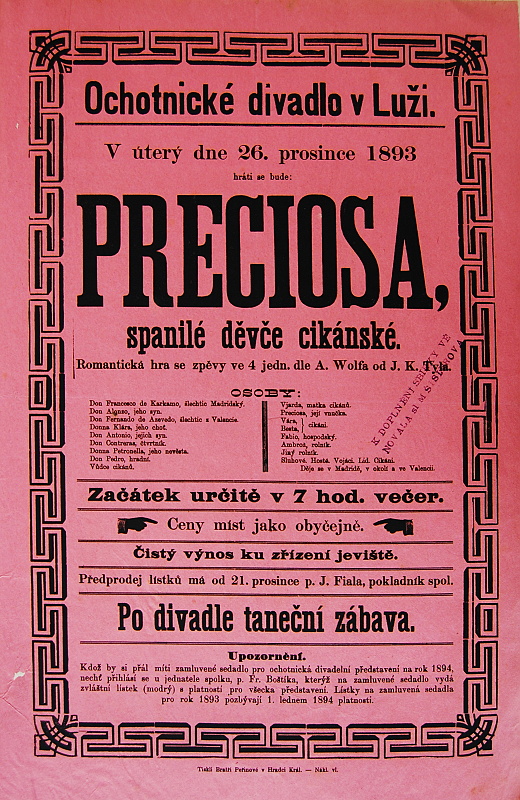 Ochotnické divadlo v Luži.
V úterý dne 26. prosince 1893
hráti se bude:
PRECIOSA,
spanilé děvče cikánské.
Romantická hra se zpěvy ve 4 jedn. dle A. Wolfa od J. K. Tyla.
OSOBY:
Don Francesco de Karkamo, šlechtic Madridský.
Don Alonso, jeho syn.
Don Fernando de Azevedo, šlechtic z Valencie.
Donna Klára, jeho choť.
Don Antonio, jejich syn.
Don Contreras, čtvrtník.
Donna Petronella, jeho nevěsta.
Don Pedro, hradní.
Vůdce cikánů.
Vjarda, matka cikánů.
Preciosa, její vnučka.
Vára, } cikáni.
Besta,
Fabio, hospodský.
Ambroz, rolník.
Jiný rolník.
Sluhové. Hosté. Vojáci. Lid. Cikáni.
Děje se v Madridě, v okolí a ve Valencii.
K DOPLNĚNÍ SBÍRKY VĚ
Začátek určitě v 7 hod. večer.
Ceny míst jako obyčejně.
Čistý výnos ku zřízení jeviště.
Předprodej lístků má od 21. prosince p. J. Fiala, pokladník spol.
Po divadle taneční zábava.
Upozornění.
Kdož by si přál míti zamluvené sedadlo pro ochotnická divadelní představení na rok 1894,
nechť přihlásí se u jednatele spolku, p. Fr. Boštíka, kterýž na zamluvené sedadlo vydá
zvláštní lístek (modrý) s platností pro všecka představení. Lístky na zamluvená sedadla
pro rok 1893 pozbývají 1. lednem 1894 platnosti.
Tiskli Bratři Peřinové v Hradci Král. — Nákl. vl.